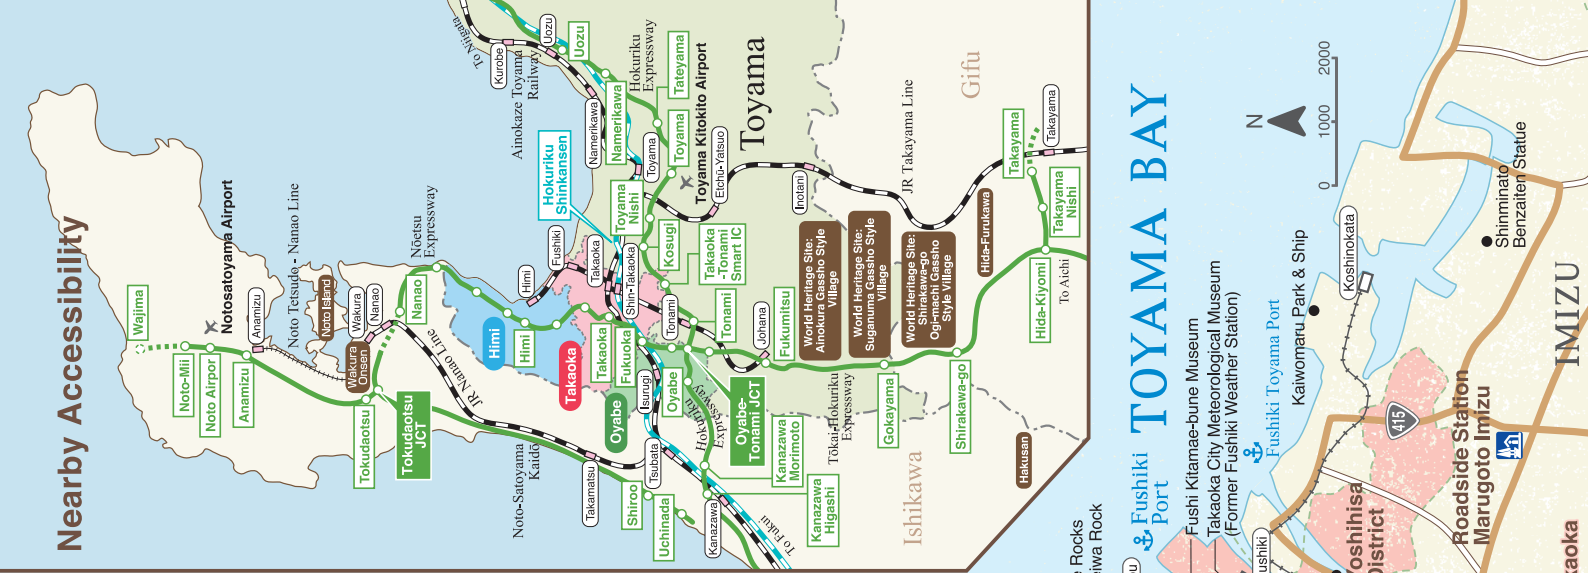 Nearby Accessibility
Wajima
Noto-Mii
Noto Airport
Anamizu
Notosatoyama Airport
Anamizu
Noto Tetsudo - Nanao Line
Noto Island
Wakura
Nanao
Wakura
Onsen
Nanao
Nōetsu
Expressway
Tokudaotsu
Tokudaotsu
JCT
JR Nanao Line
To Niigata
Kurobe
Uozu
Uozu
Ainokaze Toyama
Railway
Hokuriku
Expressway
Tateyama
Toyama Kitokito Airport
Toyama
Namerikawa
Namerikawa
Hokuriku
Shinkansen
Toyama
Toyama
Etchū-Yatsuo
Toyama
Nishi
Inotani
JR Takayama Line
Gifu
Takayama
Takayama
Takayama
Nishi
Hida-Furukawa
Hida-Kiyomi
To Aichi
Fushiki
Himi
Takaoka
Shin-Takaoka
Kosugi
Takaoka
-Tonami
Smart IC
Himi
Himi
Takaoka
Takaoka
Fukuoka
Tonami
Tonami
Johana
Fukumitsu
World Heritage Site:
Ainokura Gassho Style
Village
World Heritage Site:
Suganuma Gassho Style
Village
World Heritage Site:
Shirakawa-go
Ogi-machi Gassho
Style Village
Oyabe
Isurugi
Oyabe
Hokuriku
Expressway
Oyabe-
Tonami JCT
Tōkai-Hokuriku
Expressway
Gokayama
Shirakawa-go
Noto-Satoyama
Kaidō
Takamatsu
Tsubata
Shiroo
Uchinada
Kanazawa
Kanazawa
Morimoto
Kanazawa
Higashi
To Fukui
Ishikawa
Hakusan
TOYAMA BAY
N
0 1000 2000
Fushiki
Port
Fushiki Kitamae-bune Museum
Takaoka City Meteorological Museum
(Former Fushiki Weather Station)
Fushiki Toyama Port
Kaiwomaru Park & Ship
Koshinokata
Shinminato
Benzaiten Statue
IMIZU
415
Roadside Station
Marugoto Imizu
District
Rocks